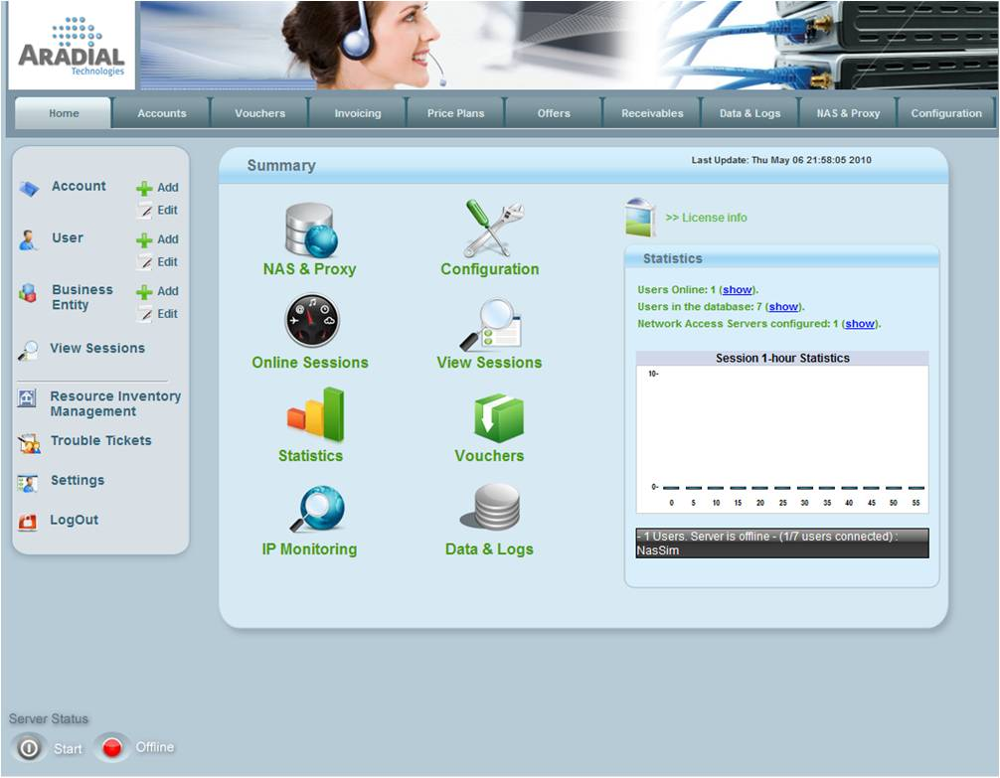 ARADIAL
Technologies
Home
Accounts
Vouchers
Invoicing
Price Plans
Offers
Receivables
Data & Logs
NAS & Proxy
Configuration
Account
Add
Edit
User
Add
Edit
Business
Entity
Add
Edit
View Sessions
Resource Inventory
Management
Trouble Tickets
Settings
LogOut
Summary
Last Update: Thu May 06 21:58:05 2010
NAS & Proxy
Configuration
Online Sessions
View Sessions
Statistics
Vouchers
IP Monitoring
Data & Logs
>> License info
Statistics
Users Online: 1 (show).
Users in the database: 7 (show).
Network Access Servers configured: 1 (show).
Session 1-hour Statistics
10-
0-
0 5 10 15 20 25 30 35 40 45 50 55
- 1 Users. Server is offline - (1/7 users connected) :
NasSim
Server Status
Start
Offline